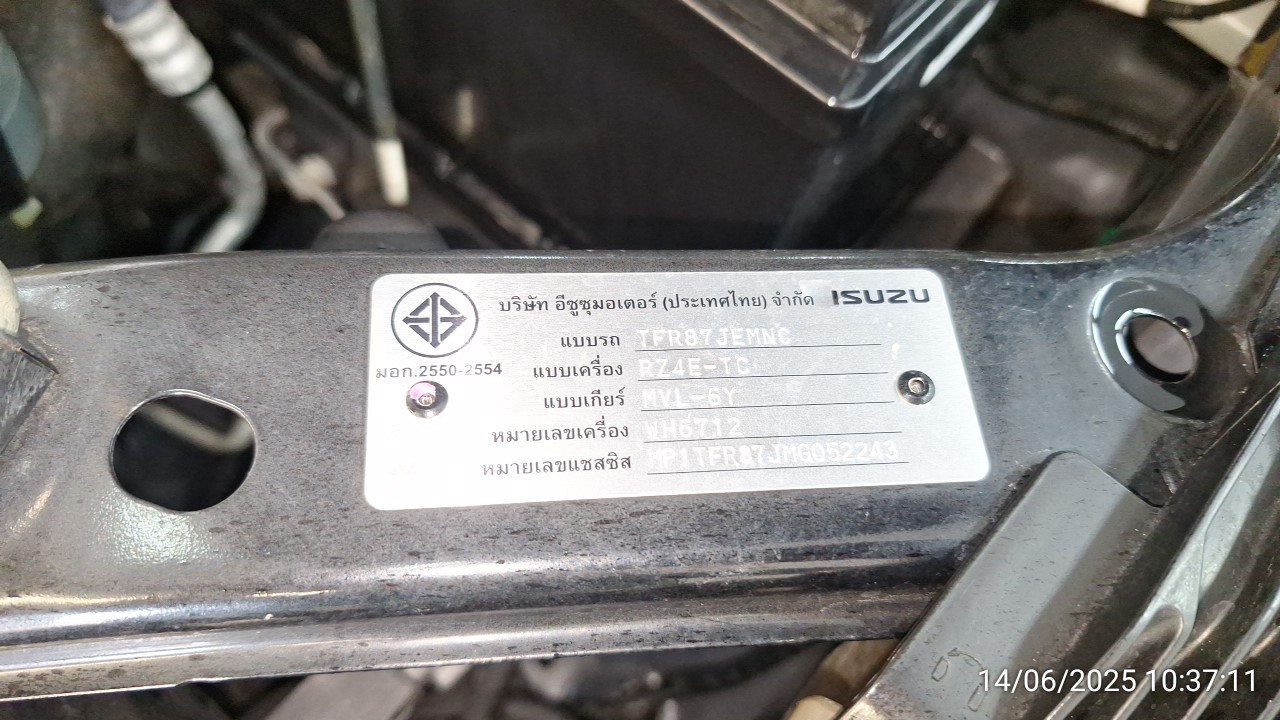 บริษัท อีซูซุมอเตอร์ (ประเทศไทย) จำกัด ISUZU
แบบรถ TFR87JEMNC
มอก.2550-2554 แบบเครื่อง RZ4E-TC
แบบเกียร์ MVL-6Y
หมายเลขเครื่อง WH6712
หมายเลขแชสซิส MP1TFR87JMG052243
14/06/2025 10:37:11